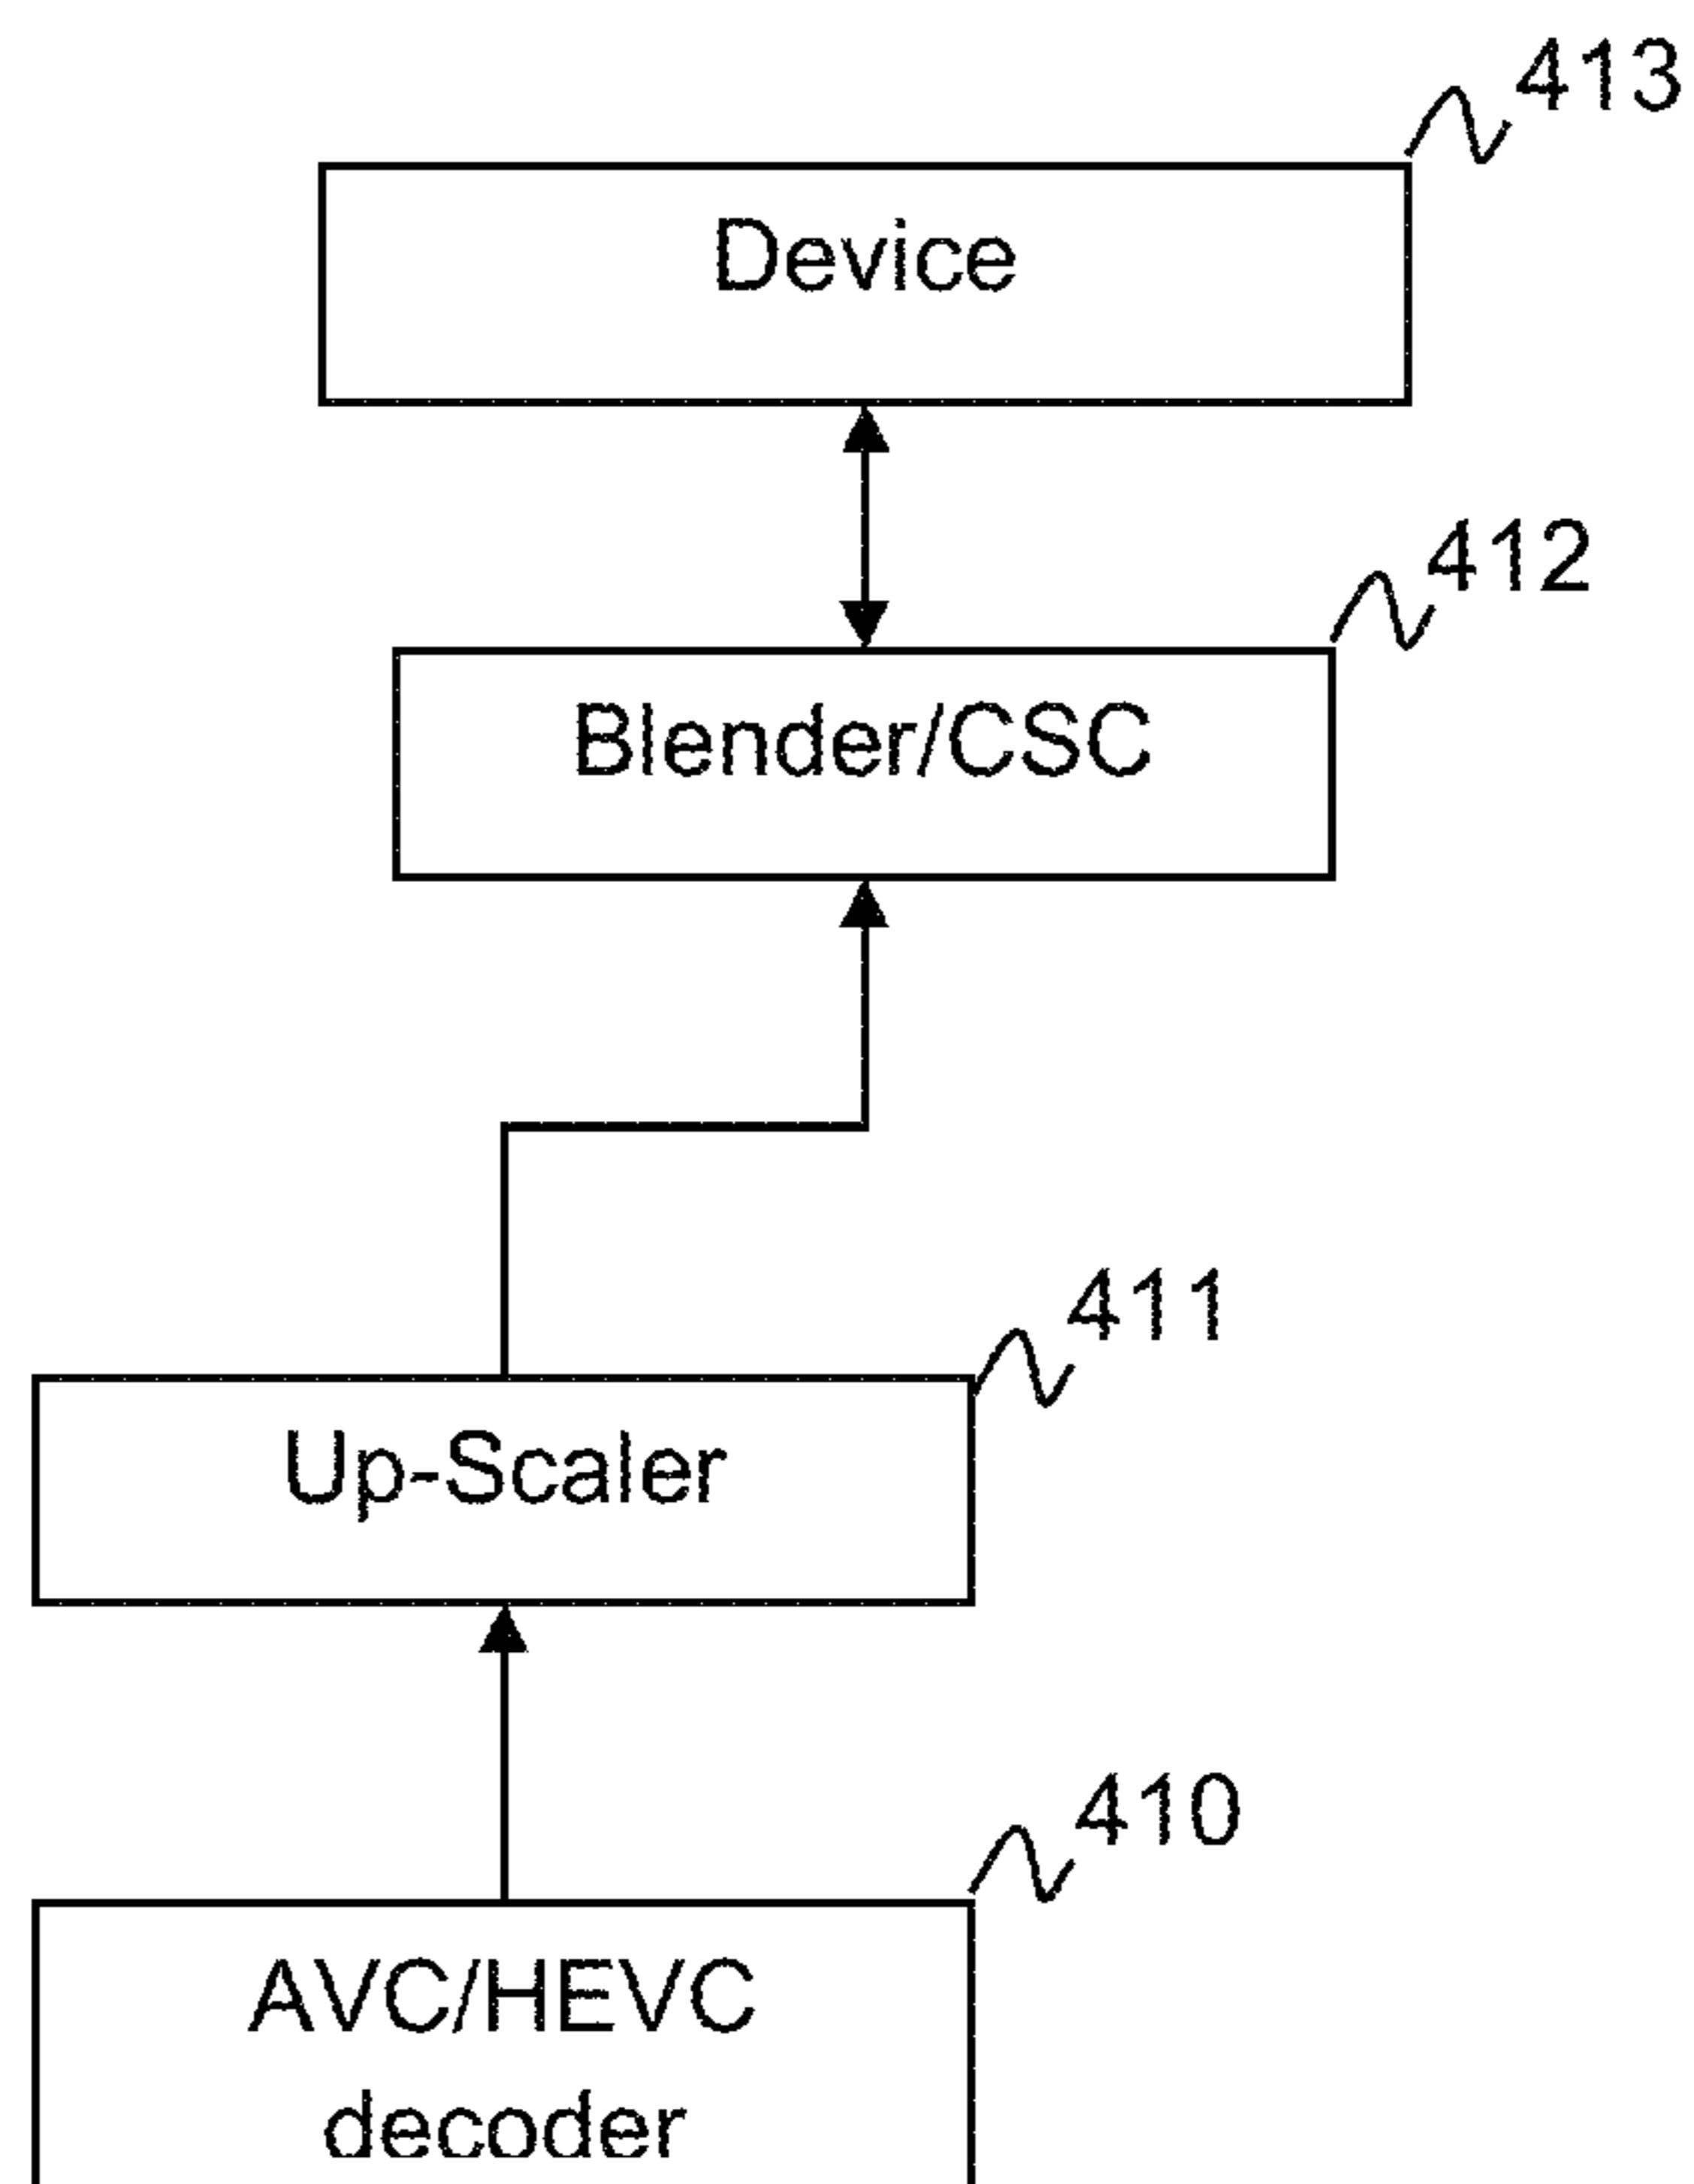 413
Device
412
Blender/CSC
411
Up-Scaler
410
AVC/HEVC
decoder